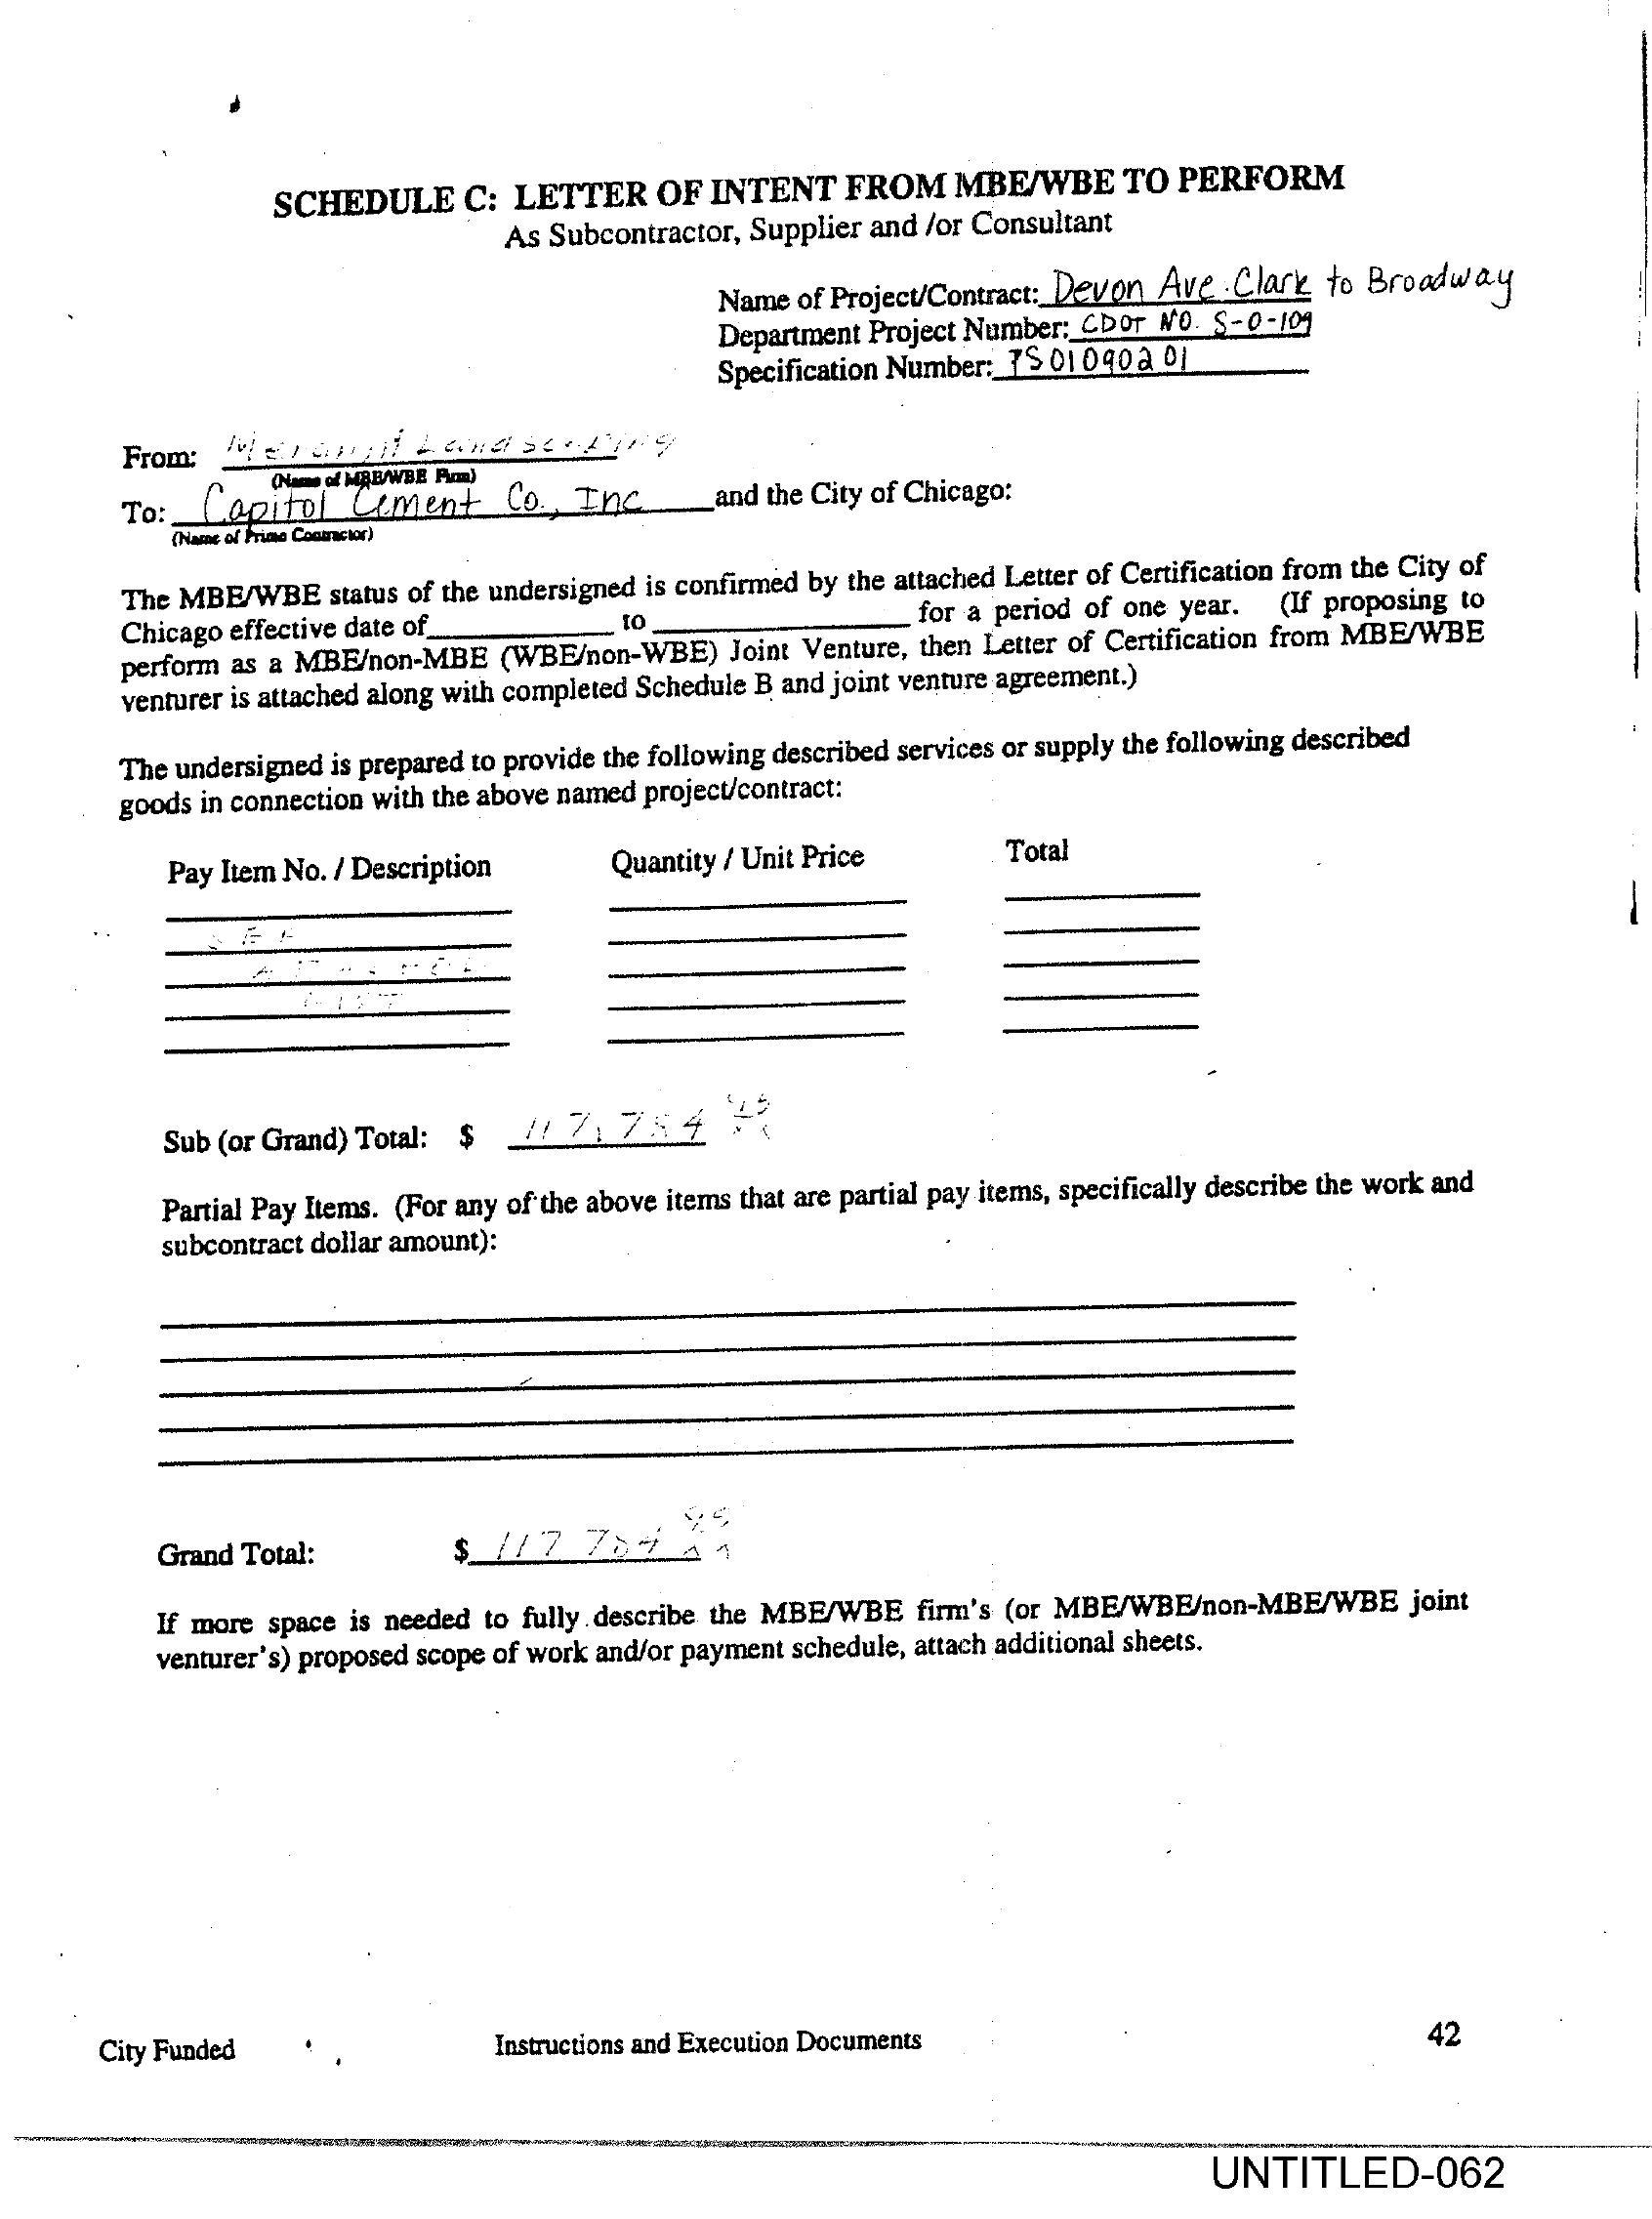 SCHEDULE C: LETTER OF INTENT FROM MBE/WBE TO PERFORM
As Subcontractor, Supplier and /or Consultant
Name of Project/Contract: Devon Ave. Clark to Broadway
Department Project Number: CDOT NO. S-0-109
Specification Number: 7S01090201
From: Landscaping
(Name of MBE/WBE Firm)
To: Capitol Cement Co., Inc and the City of Chicago:
(Name of Prime Contractor)
The MBE/WBE status of the undersigned is confirmed by the attached Letter of Certification from the City of
Chicago effective date of to for a period of one year. (If proposing to
perform as a MBE/non-MBE (WBE/non-WBE) Joint Venture, then Letter of Certification from MBE/WBE
venturer is attached along with completed Schedule B and joint venture agreement.)
The undersigned is prepared to provide the following described services or supply the following described
goods in connection with the above named project/contract:
Pay Item No. / Description Quantity / Unit Price Total
SEE
Sub (or Grand) Total: $ 117,784
Partial Pay Items. (For any of the above items that are partial pay items, specifically describe the work and
subcontract dollar amount):
Grand Total: $ 117 784
If more space is needed to fully describe the MBE/WBE firm's (or MBE/WBE/non-MBE/WBE joint
venturer's) proposed scope of work and/or payment schedule, attach additional sheets.
City Funded Instructions and Execution Documents 42
UNTITLED-062